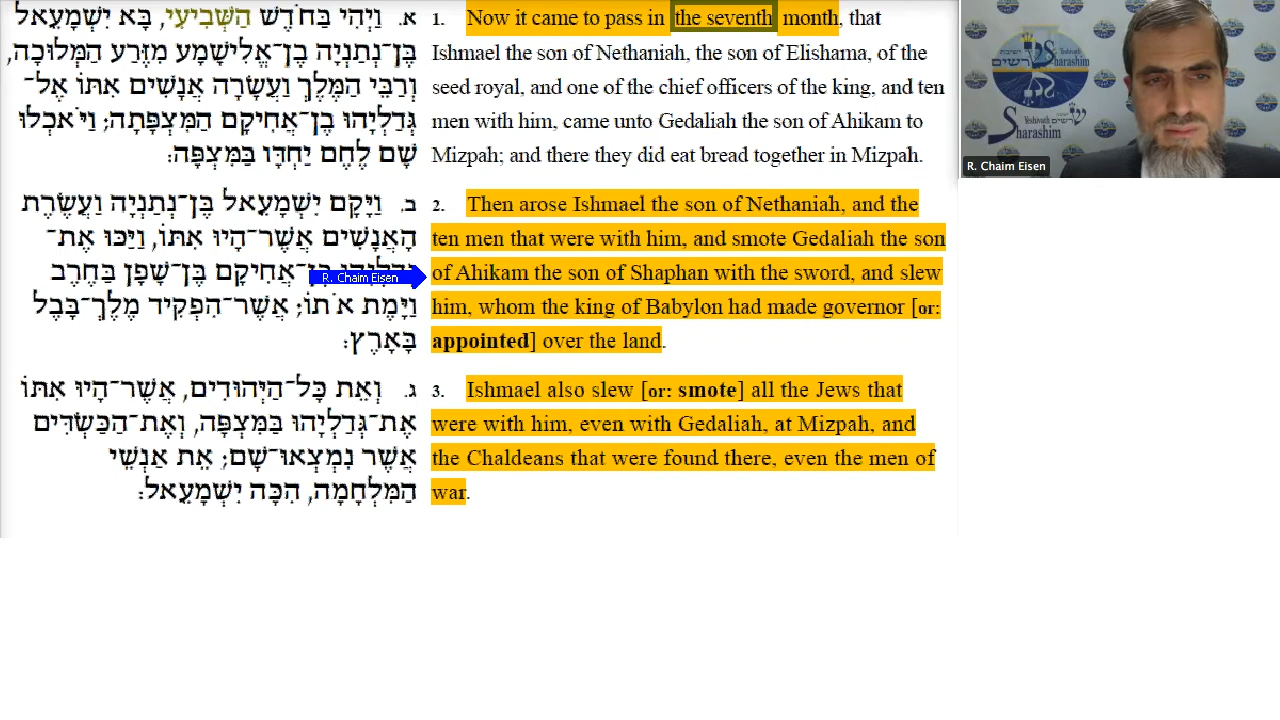 א. וַיְהִי בַּחֹדֶשׁ הַשְּׁבִיעִי, בָּא יִשְׁמָעֵאל
בֶּן־נְתַנְיָה בֶן־אֱלִישָׁמָע מִזֶּרַע הַמְּלוּכָה,
וְרַבֵּי הַמֶּלֶךְ וַעֲשָׂרָה אֲנָשִׁים אִתּוֹ אֶל־
גְּדַלְיָהוּ בֶן־אֲחִיקָם הַמִּצְפָּתָה; וַיֹּאכְלוּ
שָׁם לֶחֶם יַחְדָּו בַּמִּצְפָּה:
1. Now it came to pass in the seventh month, that
Ishmael the son of Nethaniah, the son of Elishama, of the
seed royal, and one of the chief officers of the king, and ten
men with him, came unto Gedaliah the son of Ahikam to
Mizpah; and there they did eat bread together in Mizpah.
ב. וַיָּקָם יִשְׁמָעֵאל בֶּן־נְתַנְיָה וַעֲשֶׂרֶת
הָאֲנָשִׁים אֲשֶׁר־הָיוּ אִתּוֹ, וַיַּכּוּ אֶת־
בֶּן־אֲחִיקָם בֶּן־שָׁפָן בַּחֶרֶב
וַיָּמֶת אֹתוֹ; אֲשֶׁר־הִפְקִיד מֶלֶךְ־בָּבֶל
בָּאָרֶץ:
2. Then arose Ishmael the son of Nethaniah, and the
ten men that were with him, and smote Gedaliah the son
of Ahikam the son of Shaphan with the sword, and slew
him, whom the king of Babylon had made governor [or:
appointed] over the land.
R. Chaim Eisen
ג. וְאֵת כָּל־הַיְּהוּדִים, אֲשֶׁר־הָיוּ אִתּוֹ
אֶת־גְּדַלְיָהוּ בַּמִּצְפָּה, וְאֶת־הַכַּשְׂדִּים
אֲשֶׁר נִמְצְאוּ־שָׁם; אֵת אַנְשֵׁי
הַמִּלְחָמָה, הִכָּה יִשְׁמָעֵאל:
3. Ishmael also slew [or: smote] all the Jews that
were with him, even with Gedaliah, at Mizpah, and
the Chaldeans that were found there, even the men of
war.
ישיבת
שרשים
Yeshivath
Sharashim
R. Chaim Eisen